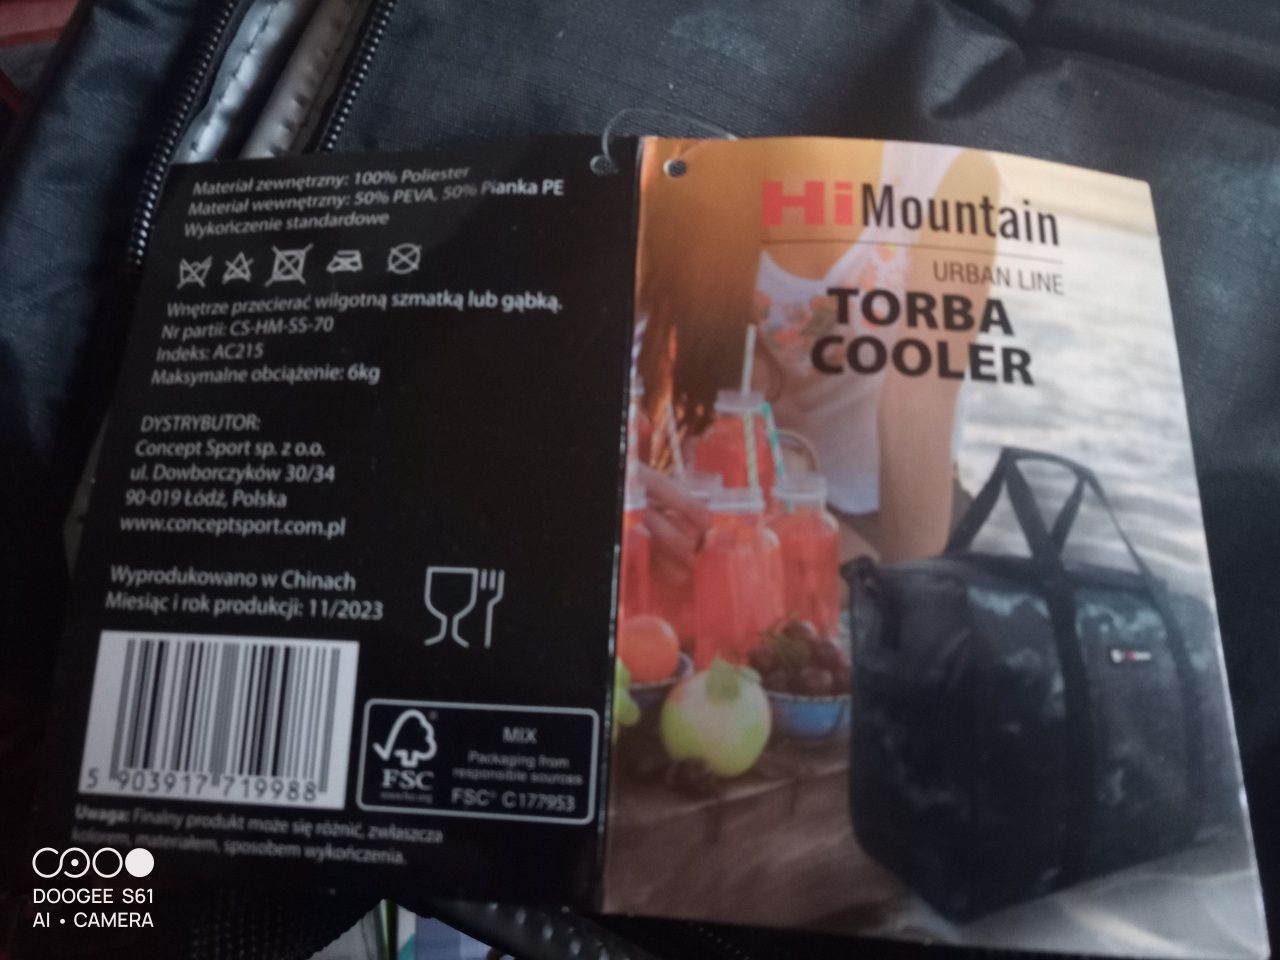 Materiał zewnętrzny: 100% Poliester
Materiał wewnętrzny: 50% PEVA, 50% Pianka PE
Wykończenie standardowe
Wnętrze przecierać wilgotną szmatką lub gąbką.
Nr partii: CS-HM-SS-70
Indeks: AC215
Maksymalne obciążenie: 6kg
DYSTRYBUTOR:
Concept Sport sp. z o.o.
ul. Dowborczyków 30/34
90-019 Łódź, Polska
www.conceptsport.com.pl
Wyprodukowano w Chinach
Miesiąc i rok produkcji: 11/2023
5 903917 719988
FSC
MIX
Packaging from
responsible sources
FSC® C177953
Uwaga: Finalny produkt może się różnić, zwłaszcza
kolorem, materiałem, sposobem wykończenia.
HiMountain
URBAN LINE
TORBA
COOLER
DOOGEE S61
AI • CAMERA